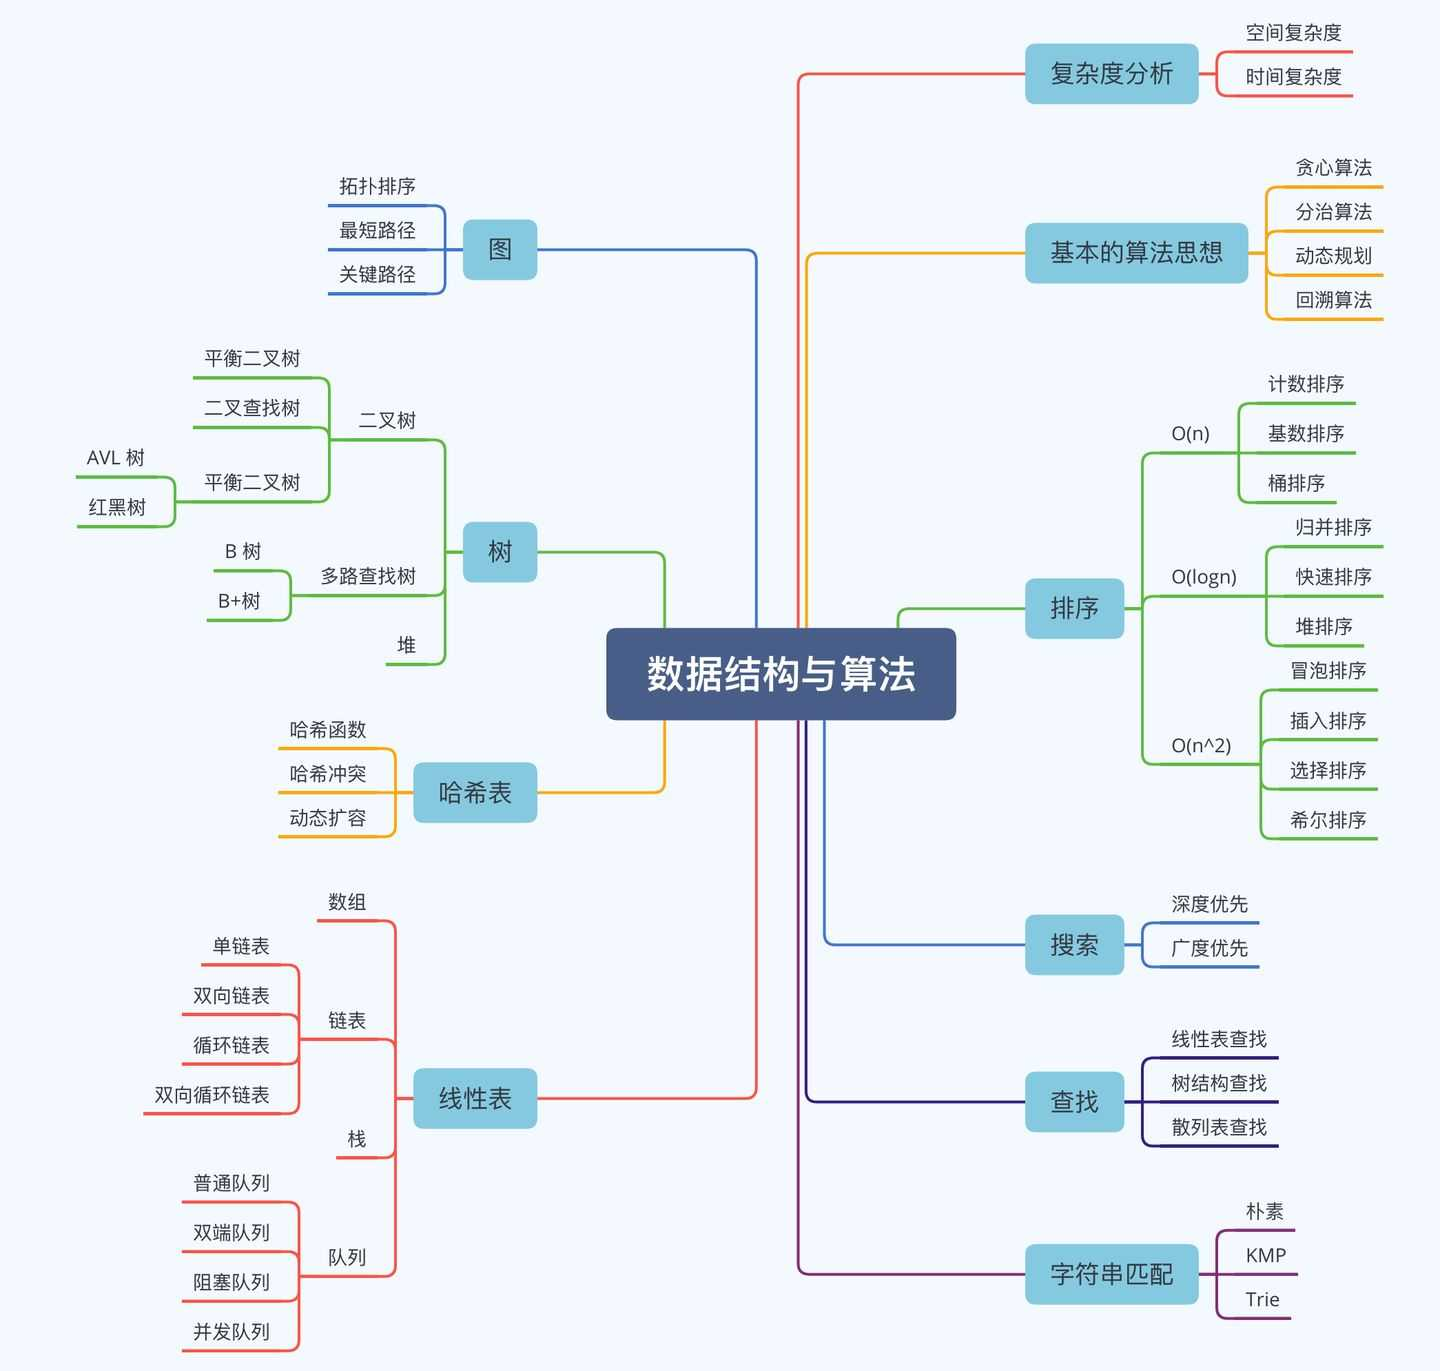 数据结构与算法
复杂度分析
空间复杂度
时间复杂度
基本的算法思想
贪心算法
分治算法
动态规划
回溯算法
排序
O(n)
计数排序
基数排序
桶排序
O(logn)
归并排序
快速排序
堆排序
O(n^2)
冒泡排序
插入排序
选择排序
希尔排序
搜索
深度优先
广度优先
查找
线性表查找
树结构查找
散列表查找
字符串匹配
朴素
KMP
Trie
图
拓扑排序
最短路径
关键路径
树
二叉树
平衡二叉树
二叉查找树
平衡二叉树
AVL 树
红黑树
多路查找树
B 树
B+树
堆
哈希表
哈希函数
哈希冲突
动态扩容
线性表
数组
链表
单链表
双向链表
循环链表
双向循环链表
栈
队列
普通队列
双端队列
阻塞队列
并发队列